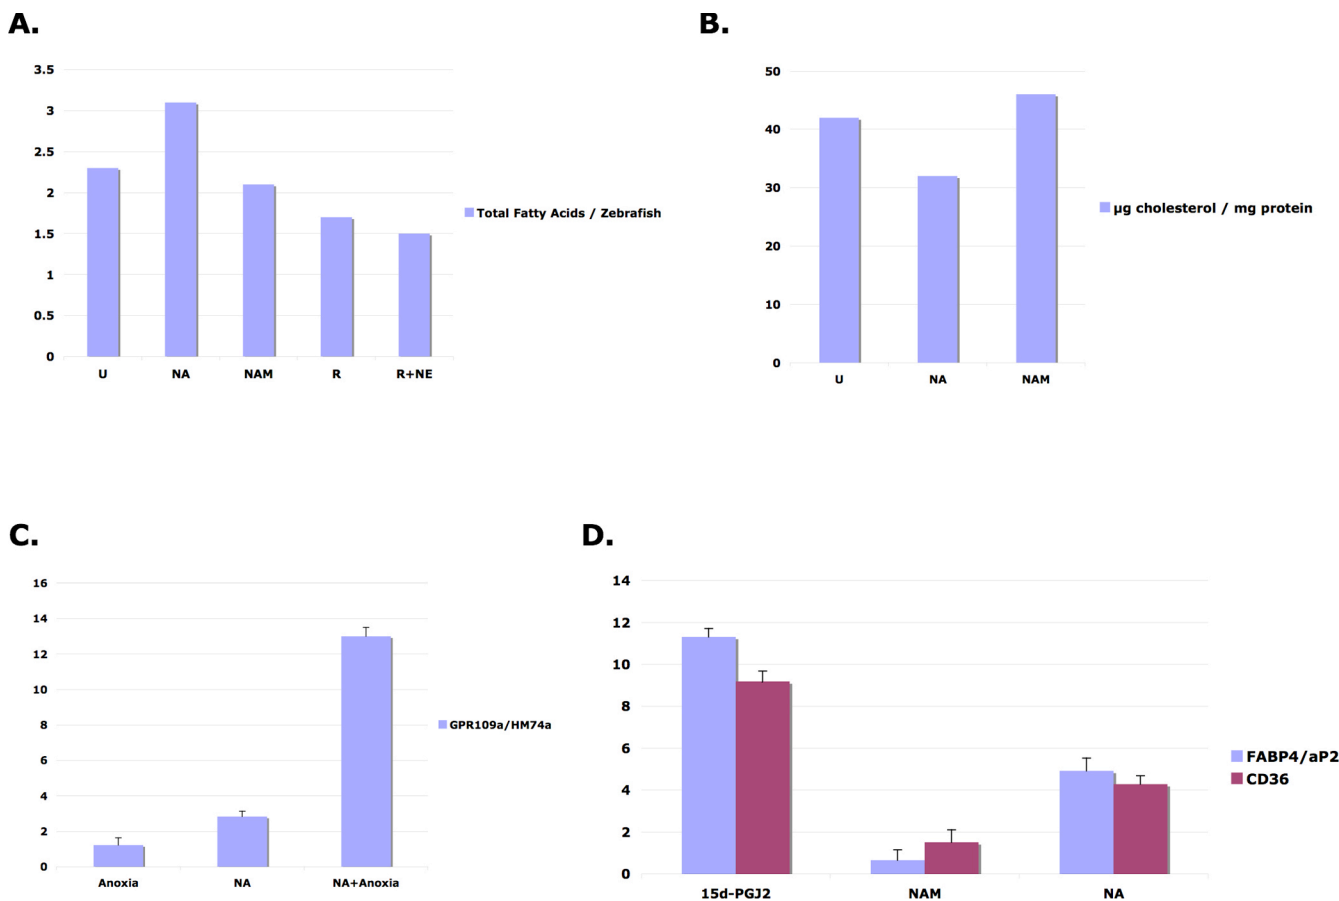 A.
3.5
3
2.5
2
1.5
1
0.5
0
U NA NAM R R+NE
Total Fatty Acids / Zebrafish
B.
50
40
30
20
10
0
U NA NAM
µg cholesterol / mg protein
C.
16
14
12
10
8
6
4
2
0
Anoxia NA NA+Anoxia
GPR109a/HM74a
D.
14
12
10
8
6
4
2
0
15d-PGJ2 NAM NA
FABP4/aP2
CD36